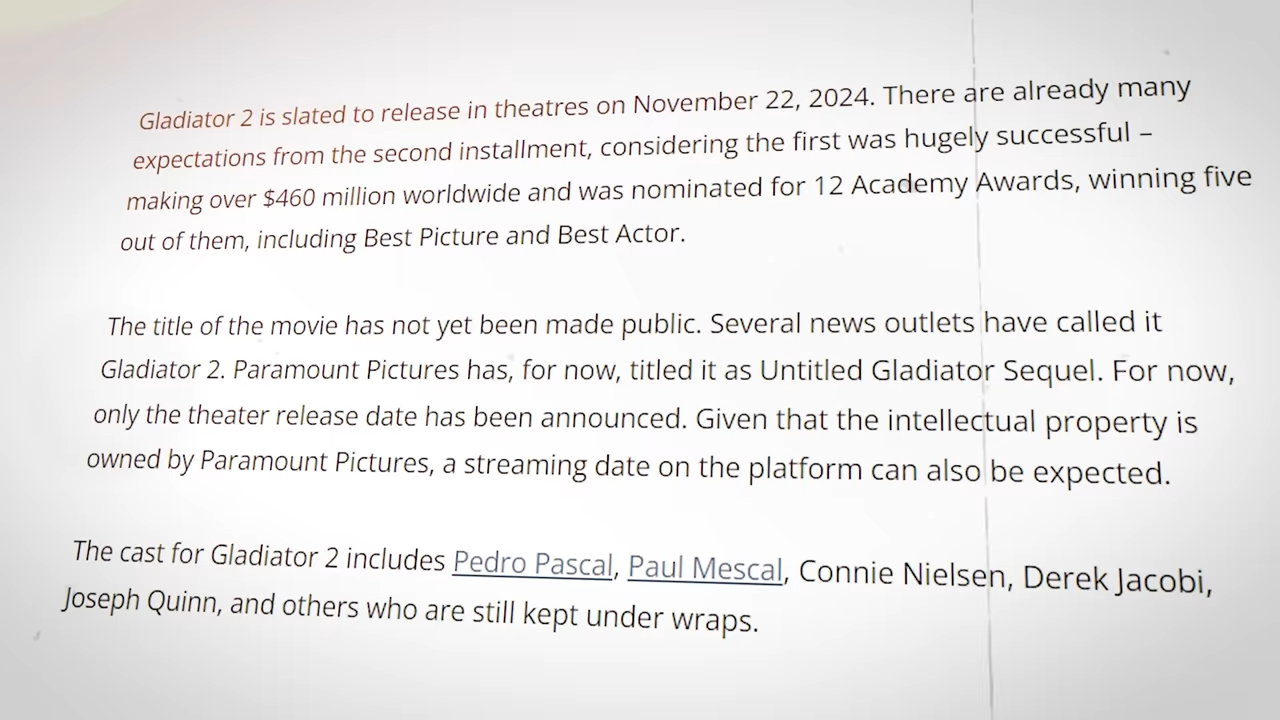 Gladiator 2 is slated to release in theatres on November 22, 2024. There are already many
expectations from the second installment, considering the first was hugely successful –
making over $460 million worldwide and was nominated for 12 Academy Awards, winning five
out of them, including Best Picture and Best Actor.
The title of the movie has not yet been made public. Several news outlets have called it
Gladiator 2. Paramount Pictures has, for now, titled it as Untitled Gladiator Sequel. For now,
only the theater release date has been announced. Given that the intellectual property is
owned by Paramount Pictures, a streaming date on the platform can also be expected.
The cast for Gladiator 2 includes Pedro Pascal, Paul Mescal, Connie Nielsen, Derek Jacobi,
Joseph Quinn, and others who are still kept under wraps.